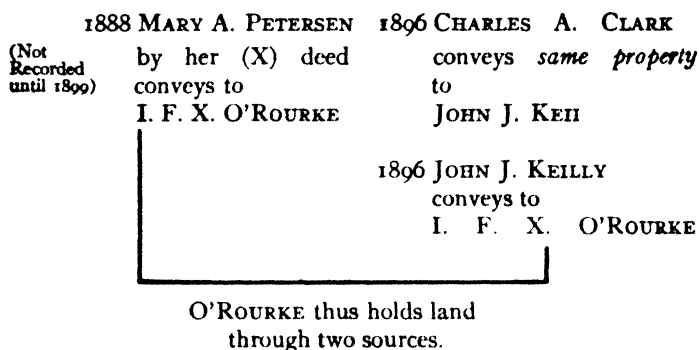 1888 MARY A. PETERSEN
(Not
Recorded
until 1899)
by her (X) deed
conveys to
I. F. X. O'ROURKE
1896 CHARLES A. CLARK
conveys same property
to
JOHN J. KEII
1896 JOHN J. KEILLY
conveys to
I. F. X. O'ROURKE
O'ROURKE thus holds land
through two sources.